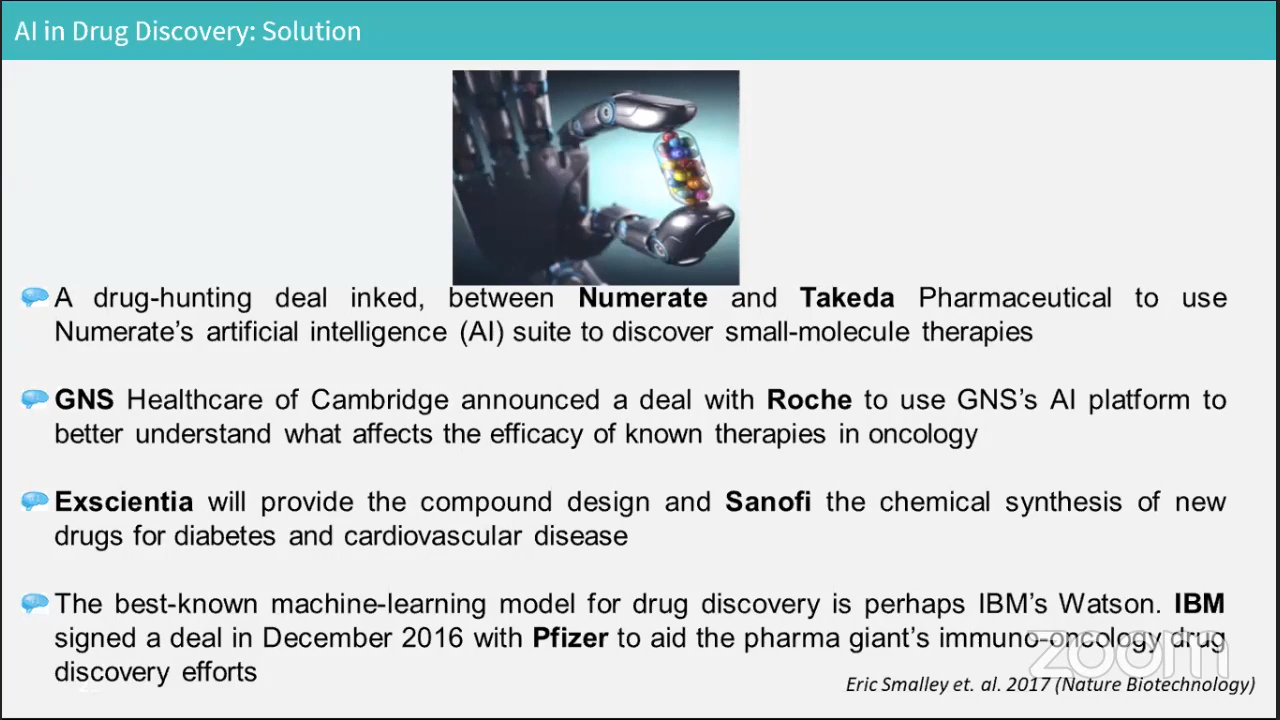 AI in Drug Discovery: Solution
A drug-hunting deal inked, between Numerate and Takeda Pharmaceutical to use
Numerate’s artificial intelligence (AI) suite to discover small-molecule therapies
GNS Healthcare of Cambridge announced a deal with Roche to use GNS’s AI platform to
better understand what affects the efficacy of known therapies in oncology
Exscientia will provide the compound design and Sanofi the chemical synthesis of new
drugs for diabetes and cardiovascular disease
The best-known machine-learning model for drug discovery is perhaps IBM’s Watson. IBM
signed a deal in December 2016 with Pfizer to aid the pharma giant’s immuno-oncology drug
discovery efforts
zoom
Eric Smalley et. al. 2017 (Nature Biotechnology)